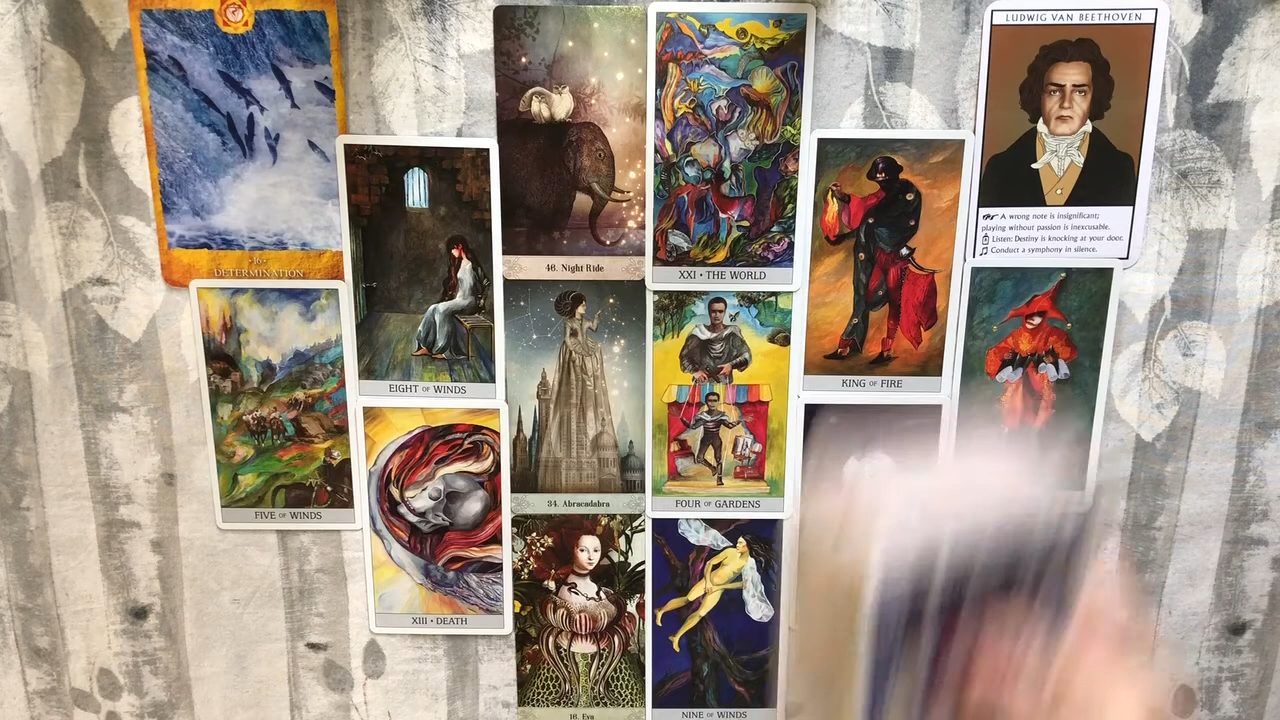 LUDWIG VAN BEETHOVEN
A wrong note is insignificant;
playing without passion is inexcusable.
Listen: Destiny is knocking at your door.
Conduct a symphony in silence.
•16•
DETERMINATION
46. Night Ride
XXI • THE WORLD
EIGHT OF WINDS
KING OF FIRE
FIVE OF WINDS
34. Abracadabra
FOUR OF GARDENS
XIII • DEATH
16. Eva
NINE OF WINDS